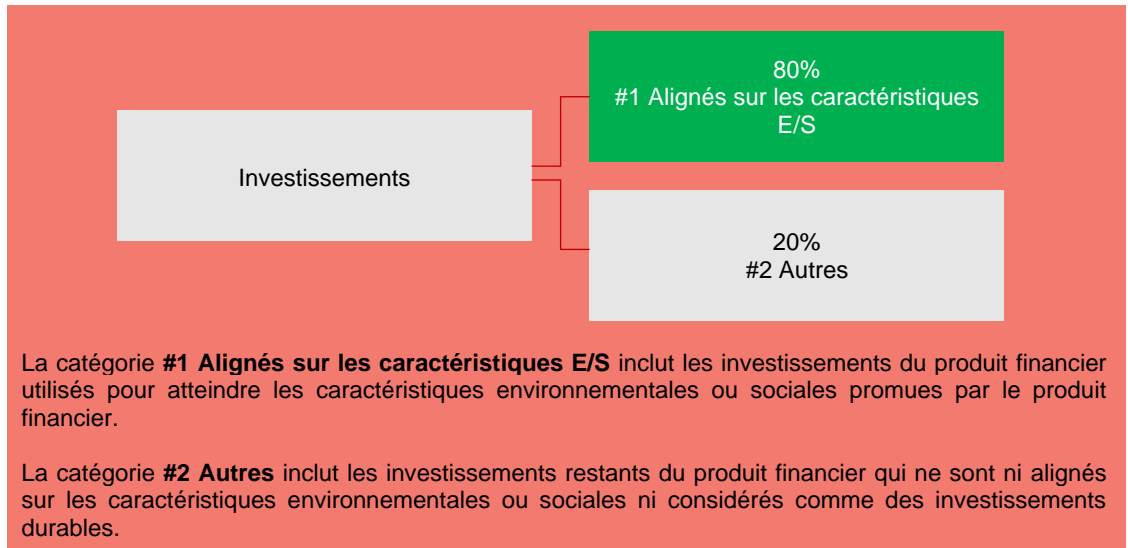 80%
#1 Alignés sur les caractéristiques
E/S
Investissements
20%
#2 Autres
La catégorie #1 Alignés sur les caractéristiques E/S inclut les investissements du produit financier
utilisés pour atteindre les caractéristiques environnementales ou sociales promues par le produit
financier.
La catégorie #2 Autres inclut les investissements restants du produit financier qui ne sont ni alignés
sur les caractéristiques environnementales ou sociales ni considérés comme des investissements
durables.